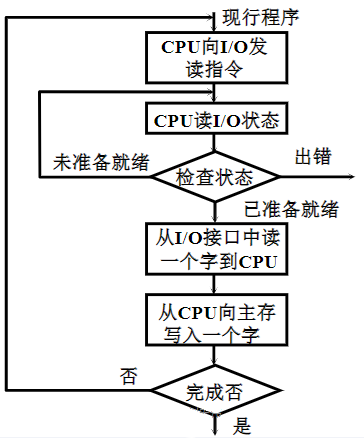 现行程序
CPU向I/O发
读指令
CPU读I/O状态
未准备就绪
检查状态
出错
已准备就绪
从I/O接口中读
一个字到CPU
从CPU向主存
写入一个字
否
完成否
是